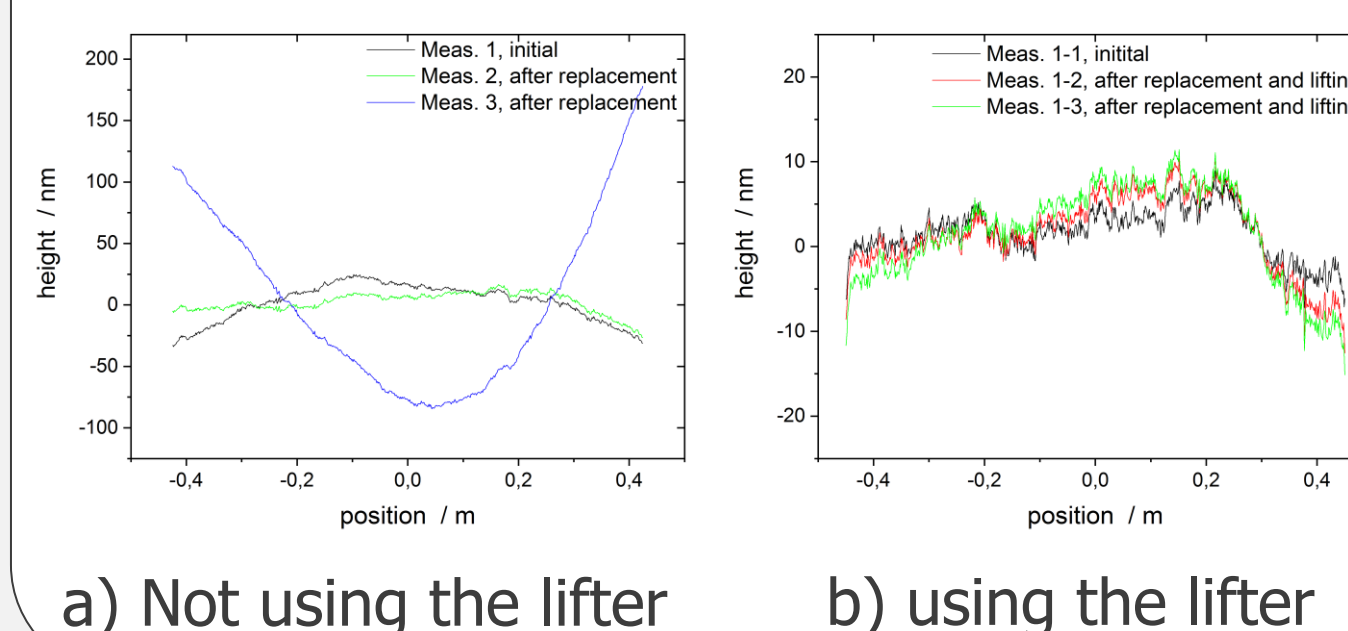 Meas. 1, initial
Meas. 2, after replacement
Meas. 3, after replacement
200
150
100
50
0
-50
-100
height / nm
-0,4 -0,2 0,0 0,2 0,4
position / m
a) Not using the lifter
Meas. 1-1, initital
Meas. 1-2, after replacement and liftin
Meas. 1-3, after replacement and liftin
20
10
0
-10
-20
height / nm
-0,4 -0,2 0,0 0,2 0,4
position / m
b) using the lifter